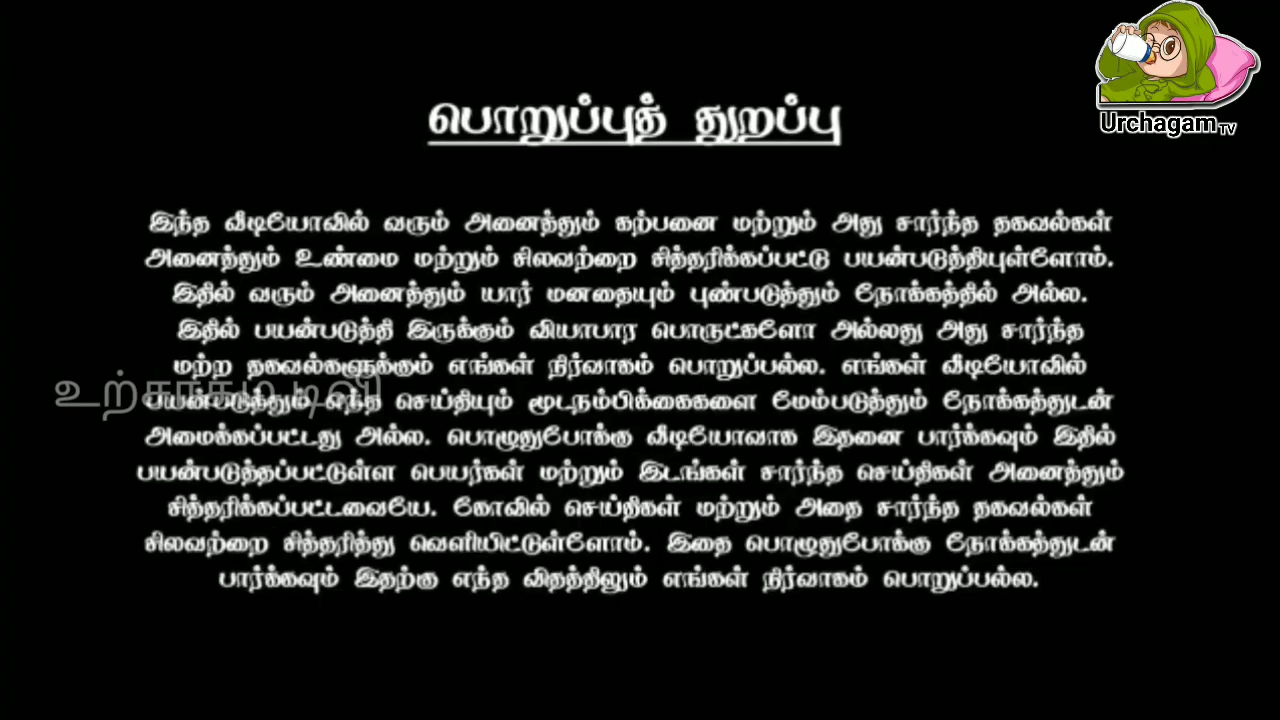 Urchagam TV
பொறுப்புத் துறப்பு
இந்த வீடியோவில் வரும் அனைத்தும் கற்பனை மற்றும் அது சார்ந்த தகவல்கள்
அனைத்தும் உண்மை மற்றும் சிலவற்றை சித்தரிக்கப்பட்டு பயன்படுத்தியுள்ளோம்.
இதில் வரும் அனைத்தும் யார் மனதையும் புண்படுத்தும் நோக்கத்தில் அல்ல.
இதில் பயன்படுத்தி இருக்கும் வியாபார பொருட்களோ அல்லது அது சார்ந்த
மற்ற தகவல்களுக்கும் எங்கள் நிர்வாகம் பொறுப்பல்ல. எங்கள் வீடியோவில்
உற்சாகம் டிவி
பயன்படுத்தும் எந்த செய்தியும் மூடநம்பிக்கைகளை மேம்படுத்தும் நோக்கத்துடன்
அமைக்கப்பட்டது அல்ல. பொழுதுபோக்கு வீடியோவாக இதனை பார்க்கவும் இதில்
பயன்படுத்தப்பட்டுள்ள பெயர்கள் மற்றும் இடங்கள் சார்ந்த செய்திகள் அனைத்தும்
சித்தரிக்கப்பட்டவையே. கோவில் செய்திகள் மற்றும் அதை சார்ந்த தகவல்கள்
சிலவற்றை சித்தரித்து வெளியிட்டுள்ளோம். இதை பொழுதுபோக்கு நோக்கத்துடன்
பார்க்கவும் இதற்கு எந்த விதத்திலும் எங்கள் நிர்வாகம் பொறுப்பல்ல.